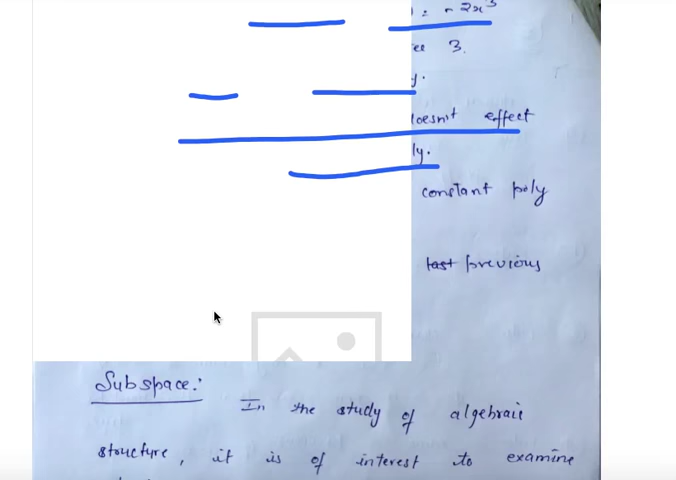 = - 2x³
ee 3.
y.
doesn't effect
ly.
constant poly
last previous
Subspace:
In the study of algebraic
structure, it is of interest to examine